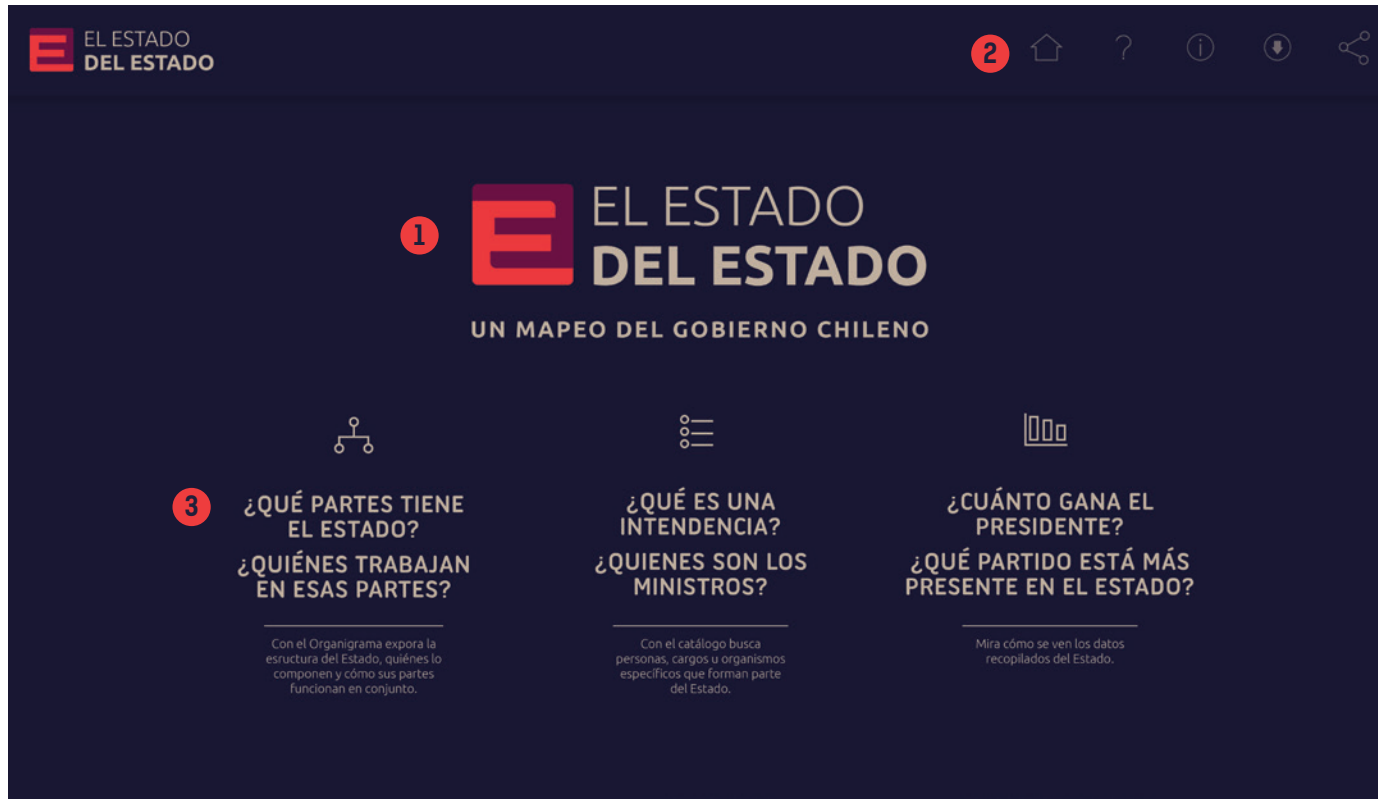 EL ESTADO
DEL ESTADO
2
1
EL ESTADO
DEL ESTADO
UN MAPEO DEL GOBIERNO CHILENO
3
¿QUÉ PARTES TIENE
EL ESTADO?
¿QUIÉNES TRABAJAN
EN ESAS PARTES?
Con el Organigrama expora la
esructura del Estado, quiénes lo
componen y cómo sus partes
funcionan en conjunto.
¿QUÉ ES UNA
INTENDENCIA?
¿QUIENES SON LOS
MINISTROS?
Con el catálogo busca
personas, cargos u organismos
específicos que forman parte
del Estado.
¿CUÁNTO GANA EL
PRESIDENTE?
¿QUÉ PARTIDO ESTÁ MÁS
PRESENTE EN EL ESTADO?
Mira cómo se ven los datos
recopilados del Estado.